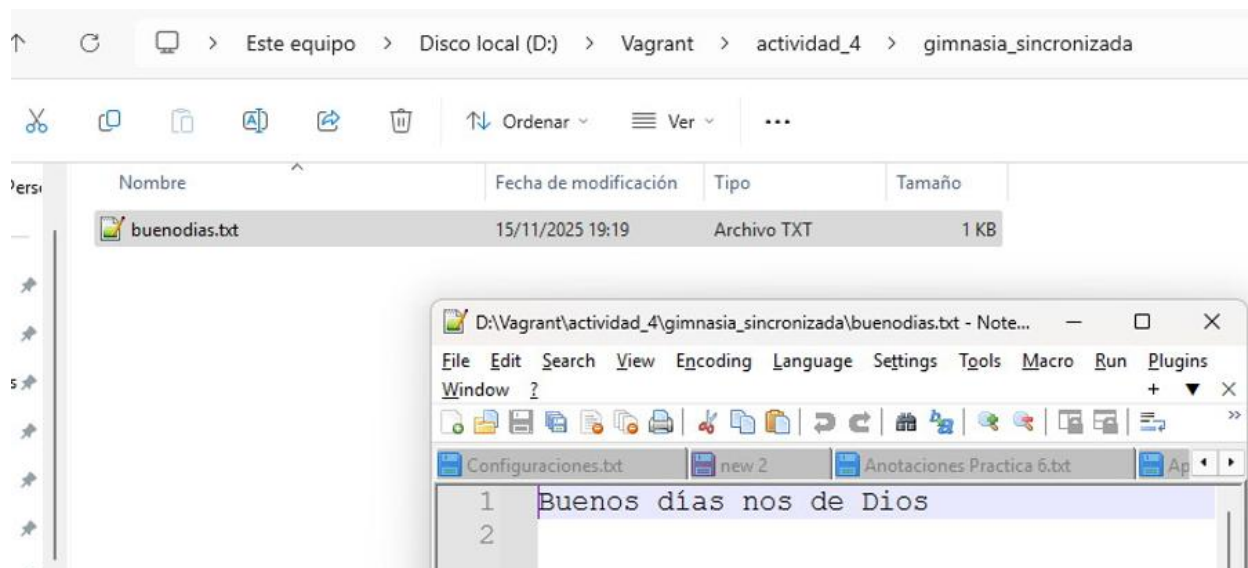 Este equipo > Disco local (D:) > Vagrant > actividad_4 > gimnasia_sincronizada
Ordenar Ver ...
Nombre Fecha de modificación Tipo Tamaño
buenodias.txt 15/11/2025 19:19 Archivo TXT 1 KB
D:\Vagrant\actividad_4\gimnasia_sincronizada\buenodias.txt - Note...
File Edit Search View Encoding Language Settings Tools Macro Run Plugins
Window ?
Configuraciones.txt new 2 Anotaciones Practica 6.txt
1 Buenos días nos de Dios
2